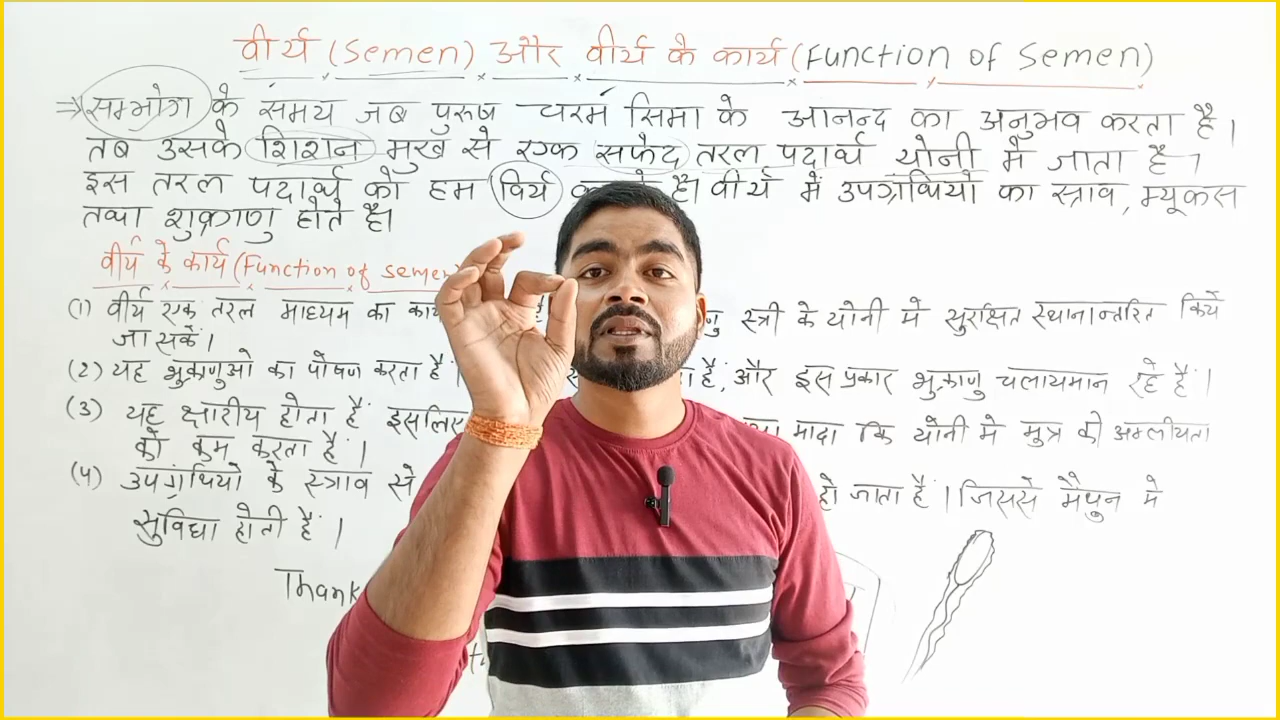 वीर्य (Semen) और वीर्य के कार्य (Function of Semen)
⇒ सम्भोग के संमय जब पुरूष चरमं सिमा के आनन्द का अनुभव करता है।
तब उसके शिशन मुख से एक सफेद तरल पदार्थ योनी में जाता है।
इस तरल पदार्थ को हम विर्य है। वीर्य में उपग्रंथियो का स्त्राव, म्यूकस
तथा शुक्राणु होते है।
वीर्य के कार्य (Function of semen
(1) वीर्य एक तरल माध्यम का स्त्री के योनी मे सुरक्षित स्थानान्तरित किये
जा सकें।
(2) यह शुक्राणुओ का पोषण करता है। है, और इस प्रकार शुक्राणु चलायमान रहे है।
(3) यह क्षारीय होता है इसलिए मादा कि योनी मे मुत्र की अम्लीयता
को कम करता है।
(4) उपग्रंथियो के स्त्राव से हो जाता है। जिससे मैथुन मे
सुविधा होती है।
Thank